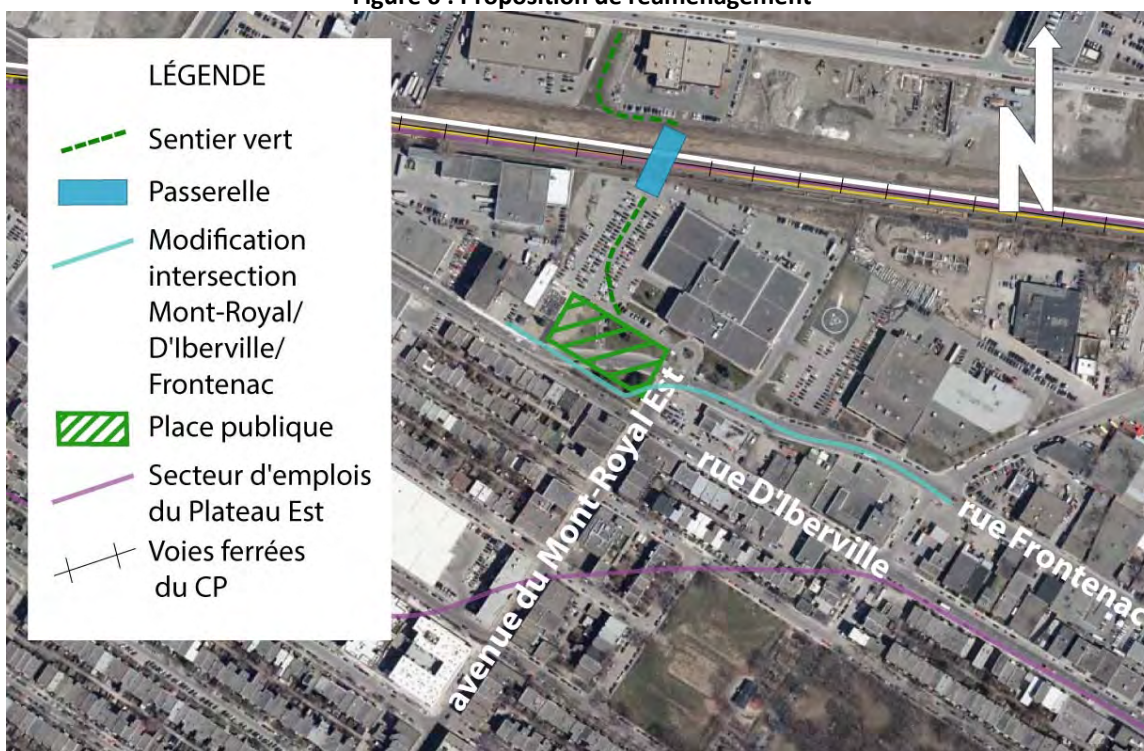 Figure 6 : Proposition de réaménagement
LÉGENDE
Sentier vert
Passerelle
Modification
intersection
Mont-Royal/
D'Iberville/
Frontenac
Place publique
Secteur d'emplois
du Plateau Est
Voies ferrées
du CP
N
avenue du Mont-Royal Est
rue D'Iberville
rue Frontenac